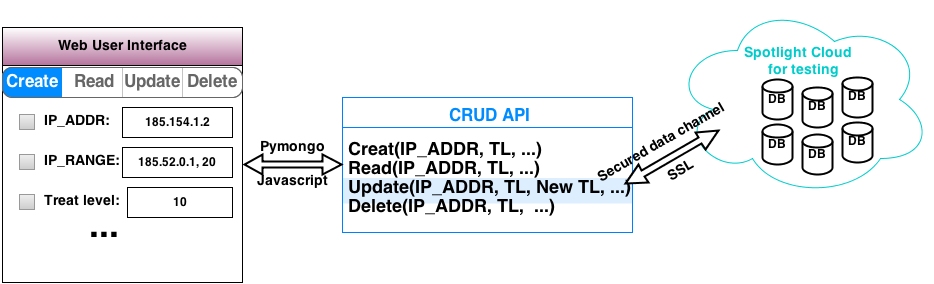 Web User Interface
Create Read Update Delete
IP_ADDR: 185.154.1.2
IP_RANGE: 185.52.0.1, 20
Treat level: 10
...
Pymongo
Javascript
CRUD API
Creat(IP_ADDR, TL, ...)
Read(IP_ADDR, TL, ...)
Update(IP_ADDR, TL, New TL, ...)
Delete(IP_ADDR, TL,  ...)
Secured data channel
SSL
Spotlight Cloud
for testing
DB DB DB
DB DB DB